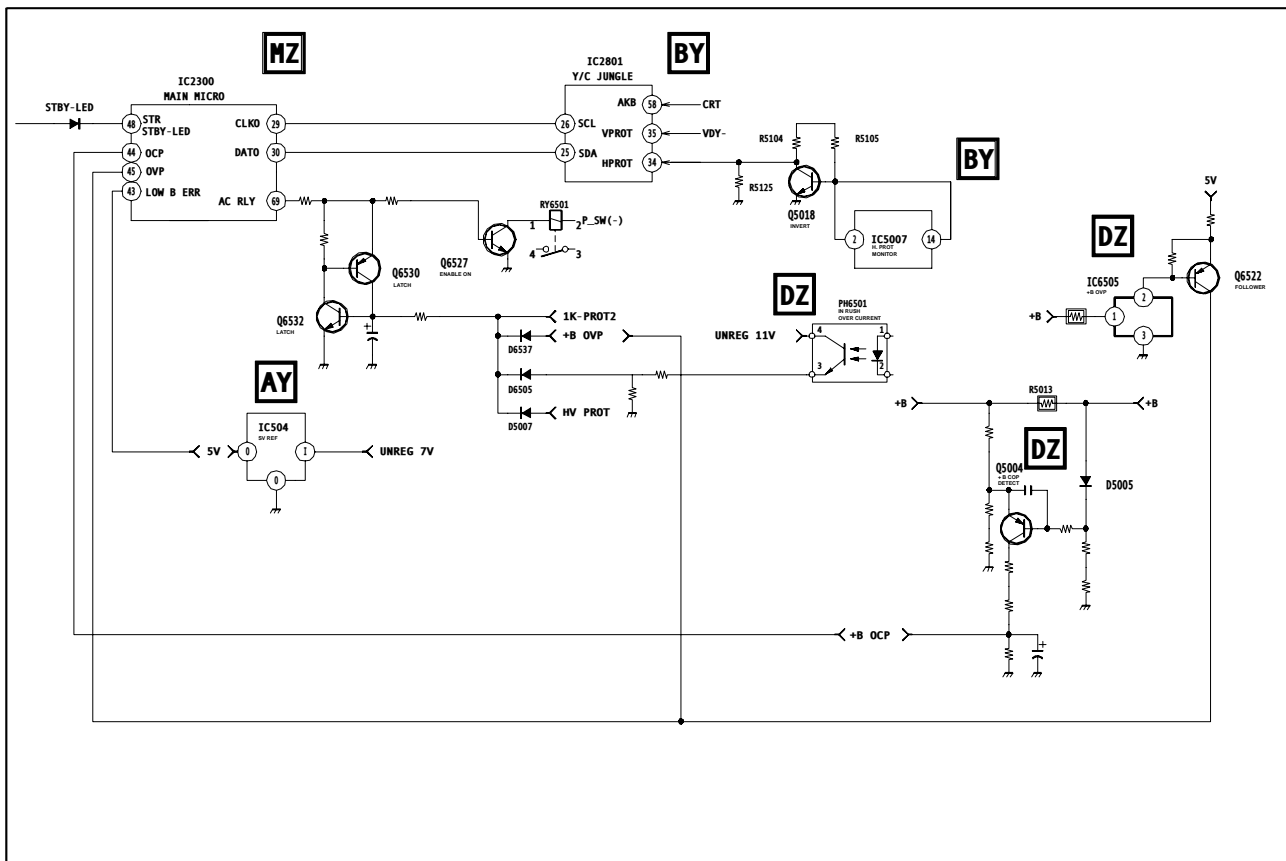 MZ
BY
IC2300
MAIN MICRO
IC2801
Y/C JUNGLE
STBY-LED
48 STR
STBY-LED
44 OCP
45 OVP
43 LOW B ERR
CLKO 29
DATO 30
AC RLY 69
26 SCL
25 SDA
AKB 58 CRT
VPROT 35 VDY-
HPROT 34
R5104
R5105
R5125
Q5018
INVERT
BY
2 IC5007 14
H. PROT
MONITOR
RY6501
1 2 P_SW(-)
4 3
Q6527
ENABLE ON
Q6530
LATCH
Q6532
LATCH
5V
DZ
IC6505
+B OVP
Q6522
FOLLOWER
2
+B 1
3
DZ
PH6501
IN RUSH
OVER CURRENT
UNREG 11V 4 1
3 2
1K-PROT2
+B OVP
D6537
D6505
HV PROT
D5007
AY
IC504
5V REF
5V O I UNREG 7V
O
R5013
+B +B
DZ
Q5004
+ B COP
DETECT
D5005
+B OCP
+
+